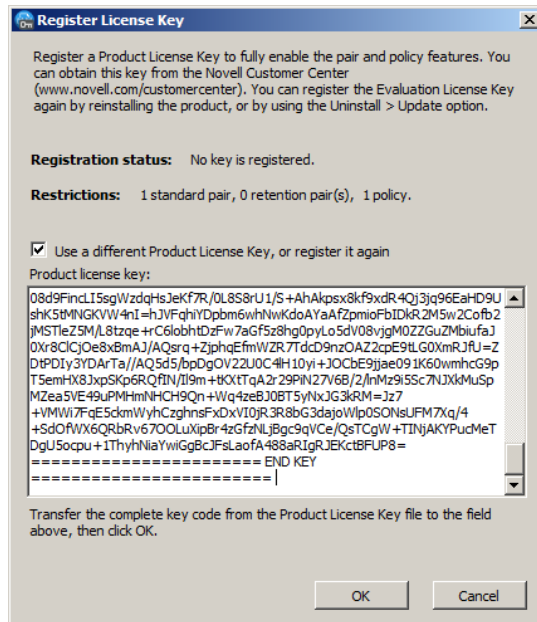 Register License Key
Register a Product License Key to fully enable the pair and policy features. You
can obtain this key from the Novell Customer Center
(www.novell.com/customercenter). You can register the Evaluation License Key
again by reinstalling the product, or by using the Uninstall > Update option.
Registration status: No key is registered.
Restrictions: 1 standard pair, 0 retention pair(s), 1 policy.
Use a different Product License Key, or register it again
Product license key:
08d9FincLI5sgWzdqHsJeKf7R/0L8S8rU1/S+AhAkpsx8kf9xdR4Qj3jq96EaHD9U
shK5tMNGKVW4nI=hJVFqhiYDpbm6whNwKdoAYaAfZpmioFbIDkR2M5w2Cofb2
jMSTleZ5M/L8tzqe+rC6lobhtDzFw7aGf5z8hg0pyLo5dV08vjgM0ZZGuZMbiufaJ
0Xr8ClCjOe8xBmAJ/AQsrq+ZjphqEfmWZR7TdcD9nzOAZ2cpE9tLG0XmRJfU=Z
DtPDIy3YDArTa//AQ5d5/bpDgOV22U0C4lH10yi+JOCbE9jjae091K60wmhcG9p
T5emHX8JxpSKp6RQfIN/Il9m+tKXtTqA2r29PiN27V6B/2/lnMz9i5Sc7NJXkMuSp
MZea5VE49uPMHmNHCH9Qn+Wq4zeBJ0BT5yNxJG3kRM=Jz7
+VMWi7FqE5ckmWyhCzghnsFxDxVI0jR3R8bG3dajoWlp0SONsUFM7Xq/4
+SdOfWX6QRbRv67OOLuXipBr4zGfzNLjBgc9qVCe/QsTCgW+TINjAKYPucMeT
DgU5ocpu+1ThyhNiaYwiGgBcJFsLaofA488aRIgRJEKctBFUP8=
======================== END KEY
========================
Transfer the complete key code from the Product License Key file to the field
above, then click OK.
OK Cancel